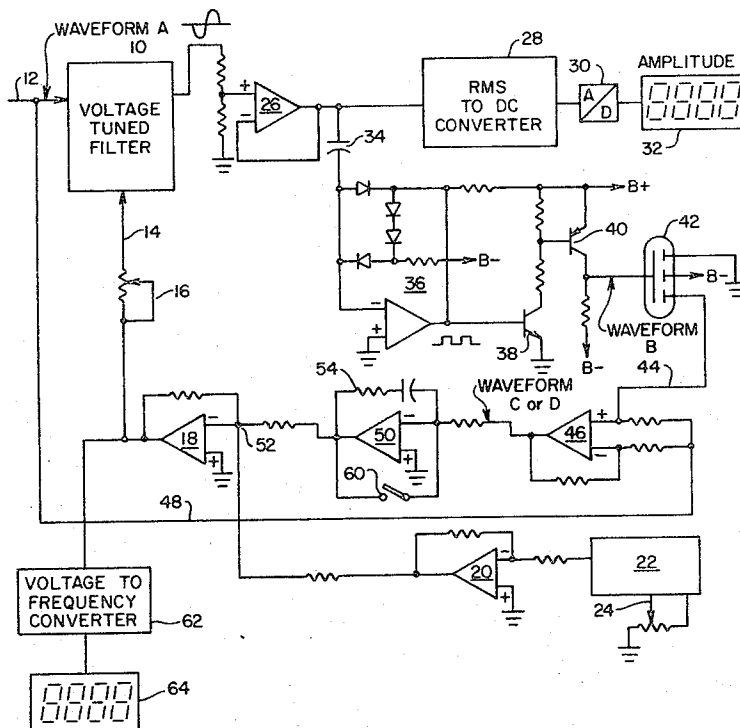 WAVEFORM A
10
12
VOLTAGE
TUNED
FILTER
+
-
26
28
RMS
TO DC
CONVERTER
30
A
D
AMPLITUDE
8888
32
34
14
16
B+
40
42
B-
36
B-
-
+
38
WAVEFORM
B
B-
44
54
WAVEFORM
C or D
18
-
+
52
50
-
+
60
46
+
-
48
20
-
+
22
24
VOLTAGE TO
FREQUENCY
CONVERTER
62
8888
64